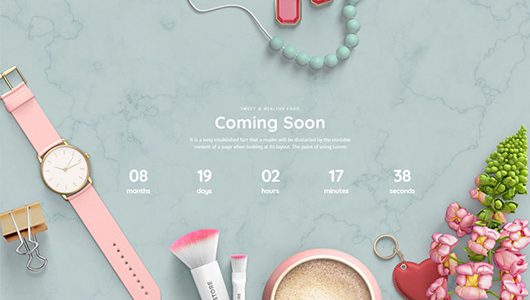 SWEET & HEALTHY FOOD
Coming Soon
It is a long established fact that a reader will be distracted by the readable
content of a page when looking at its layout. The point of using Lorem
08 19 02 17 38
months days hours minutes seconds
STORE